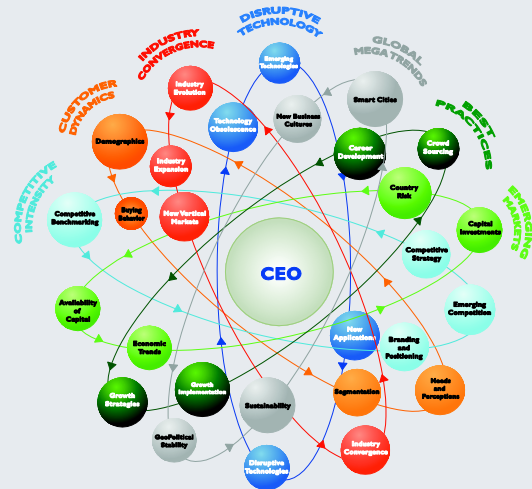 DISRUPTIVE
TECHNOLOGY
INDUSTRY
CONVERGENCE
GLOBAL
MEGA TRENDS
CUSTOMER
DYNAMICS
BEST
PRACTICES
COMPETITIVE
INTENSITY
EMERGING
MARKETS
Emerging
Technologies
Industry
Evolution
Smart Cities
Technology
Obsolescence
New Business
Cultures
Demographics
Career
Development
Crowd
Sourcing
Industry
Expansion
Country
Risk
Competitive
Benchmarking
Buying
Behavior
New Vertical
Markets
Capital
Investments
Competitive
Strategy
CEO
Availability
of
Capital
Emerging
Competition
New
Applications
Economic
Trends
Branding
and
Positioning
Growth
Strategies
Growth
Implementation
Segmentation
Needs
and
Perceptions
Sustainability
GeoPolitical
Stability
Industry
Convergence
Disruptive
Technologies